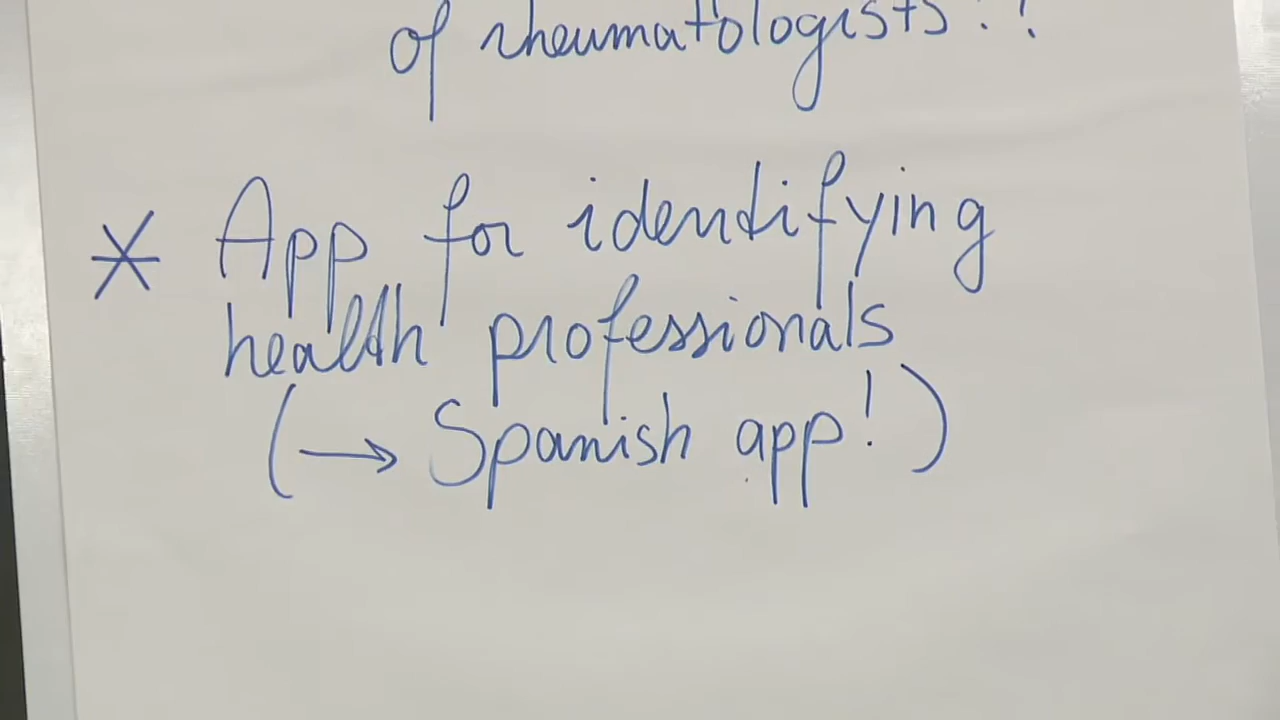 of rheumatologists !!
* App for identifying
health professionals
(→ Spanish app!)